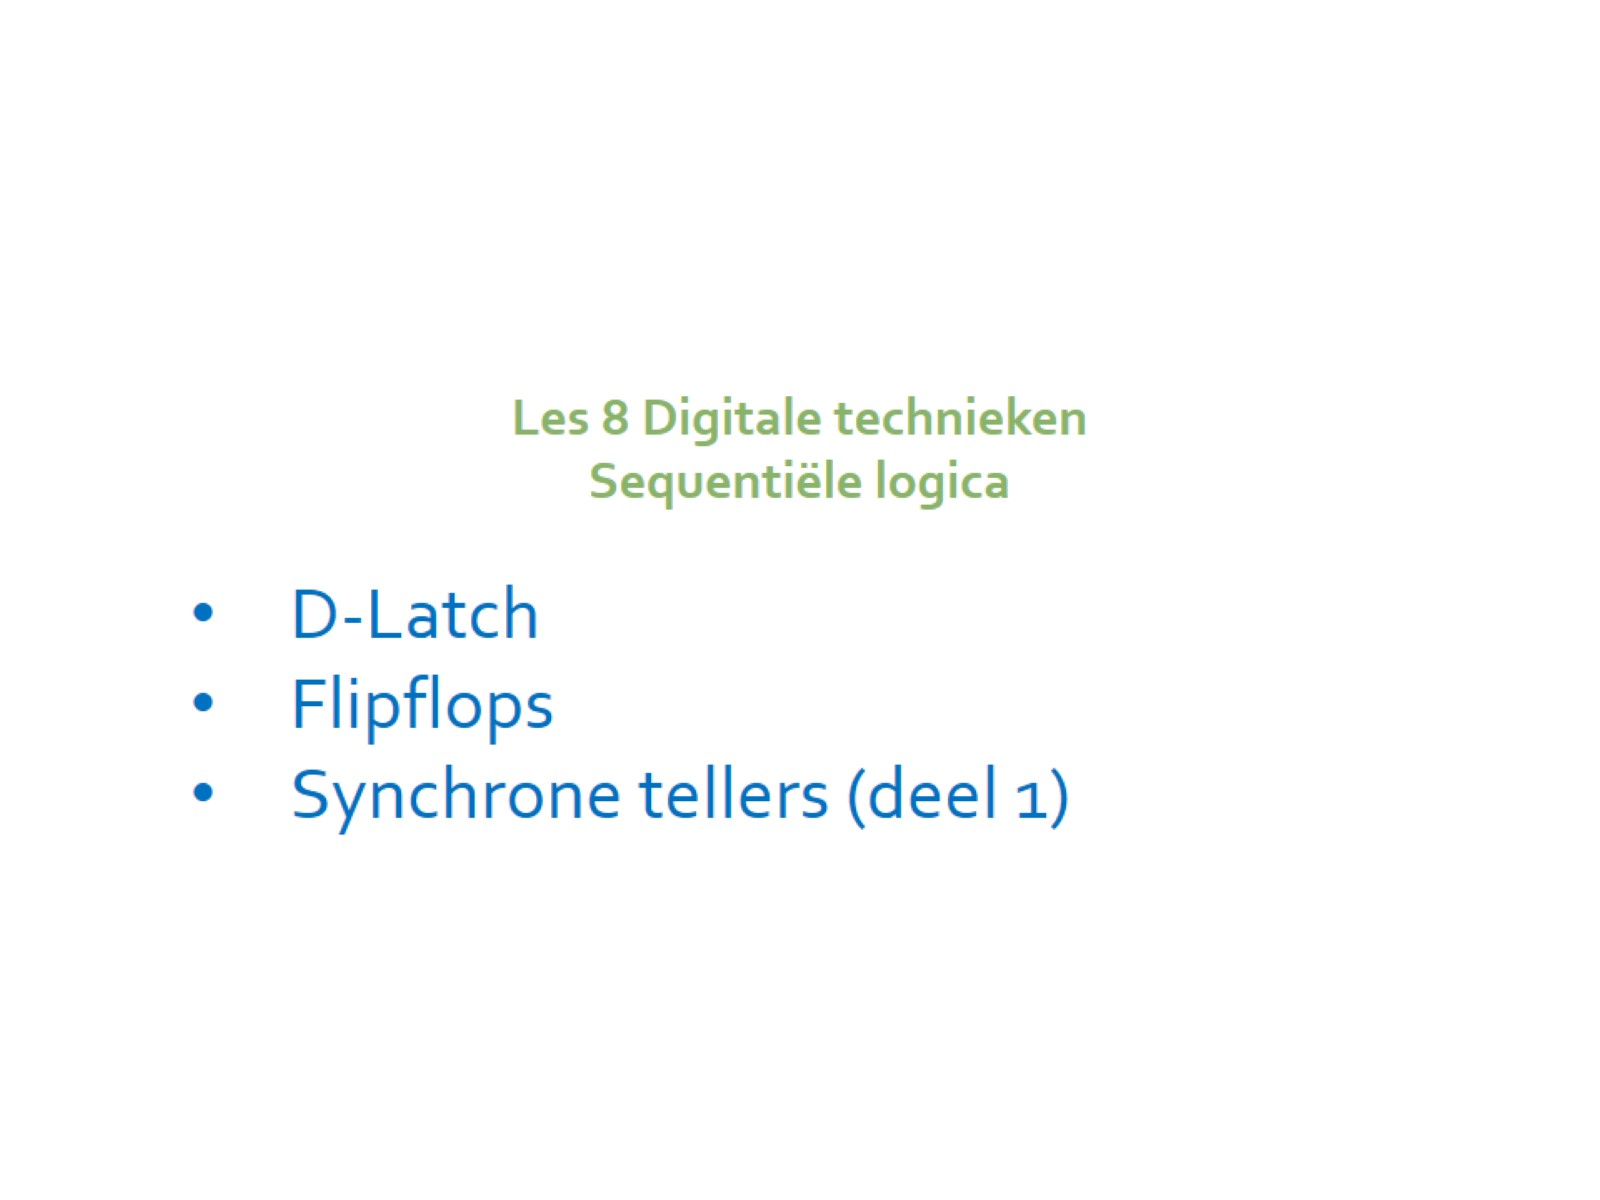 Les 8 Digitale technieken
Sequentiële logica
• D-Latch
• Flipflops
• Synchrone tellers (deel 1)